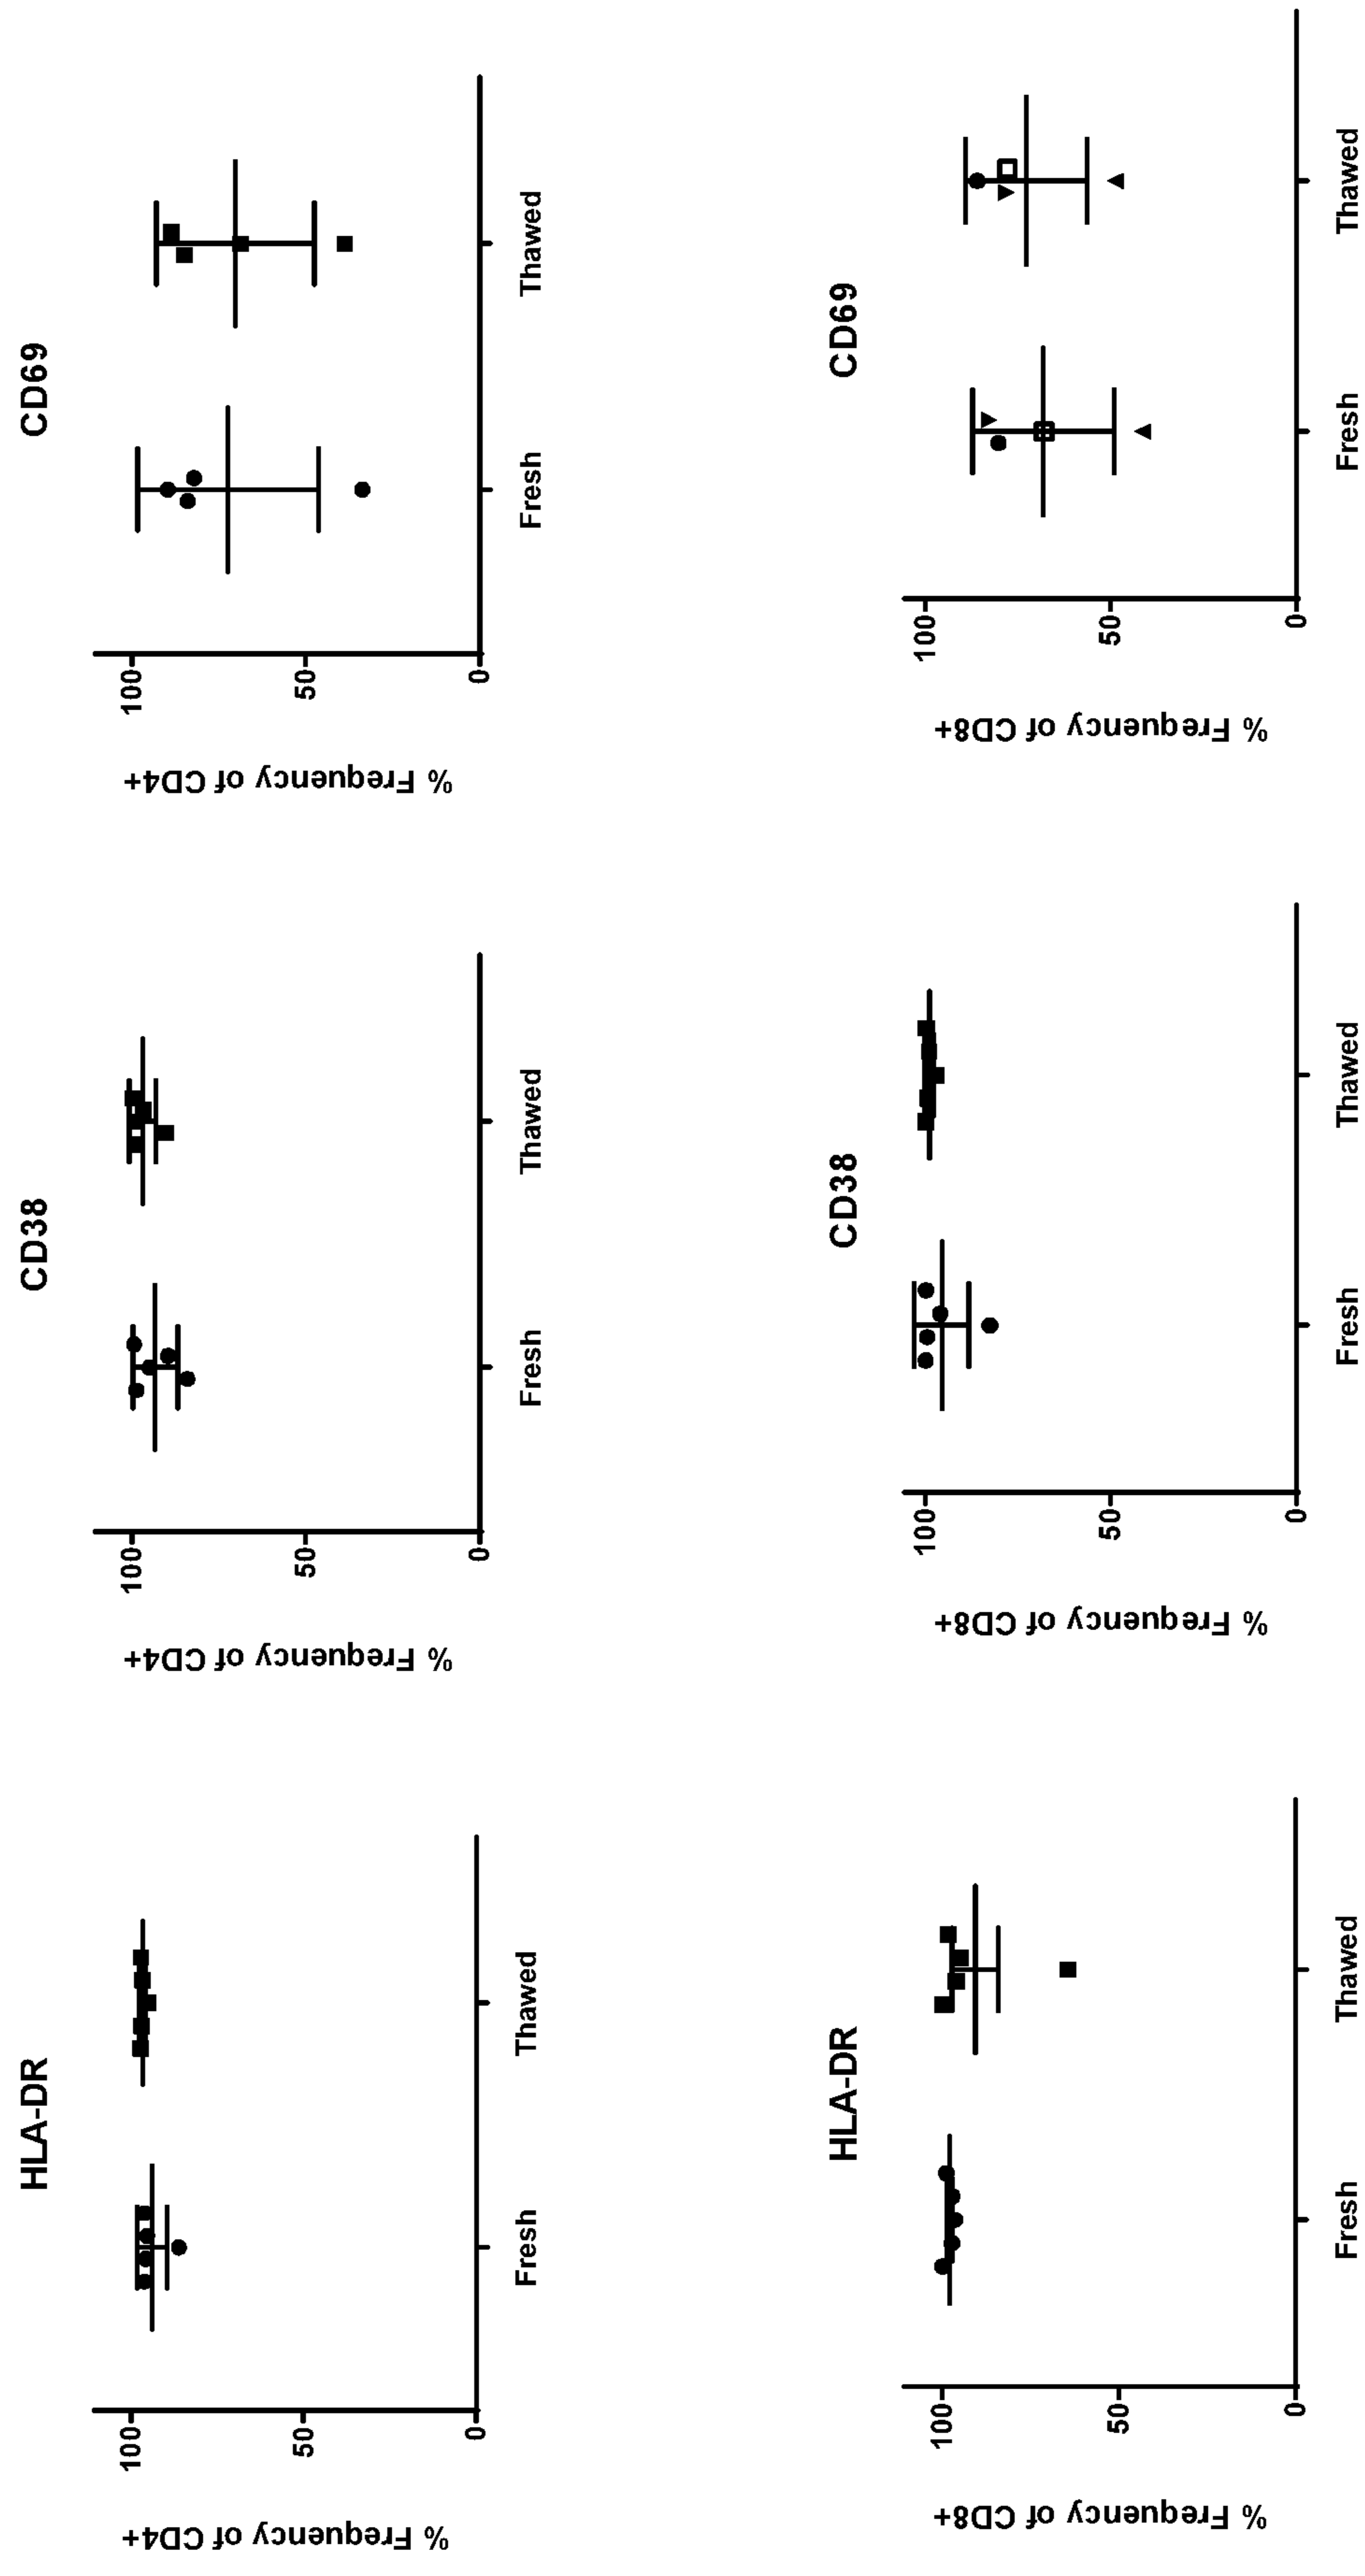 HLA-DR
% Frequency of CD4+
100
50
0
Fresh
Thawed
CD38
% Frequency of CD4+
100
50
0
Fresh
Thawed
CD69
% Frequency of CD4+
100
50
0
Fresh
Thawed
HLA-DR
% Frequency of CD8+
100
50
0
Fresh
Thawed
CD38
% Frequency of CD8+
100
50
0
Fresh
Thawed
CD69
% Frequency of CD8+
100
50
0
Fresh
Thawed